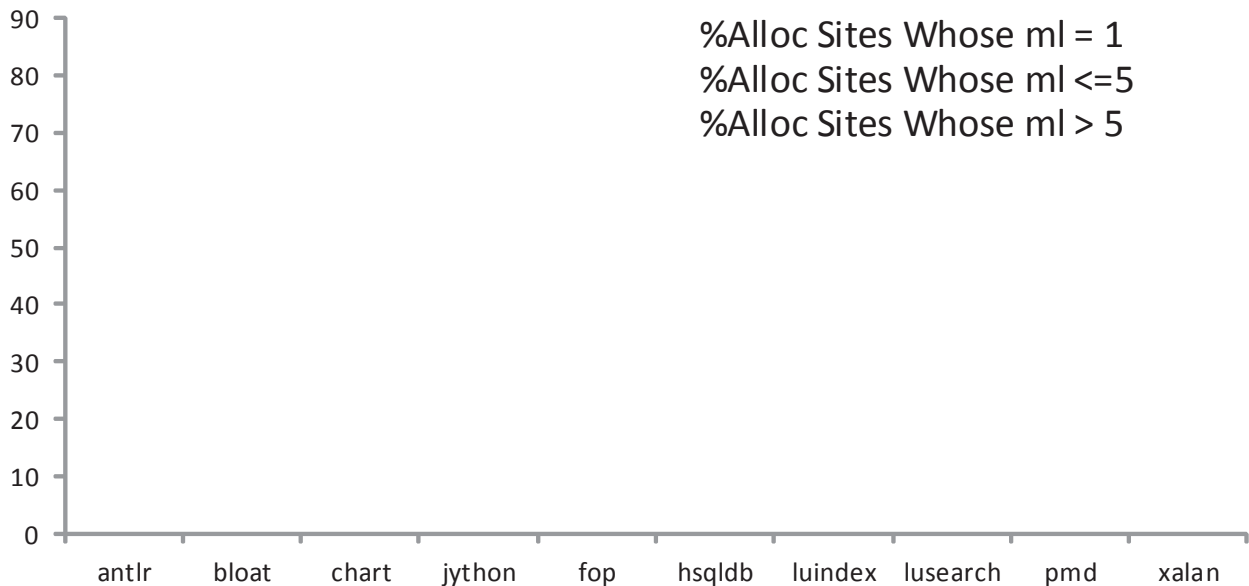 %Alloc Sites Whose ml = 1
%Alloc Sites Whose ml <=5
%Alloc Sites Whose ml > 5
90
80
70
60
50
40
30
20
10
0
antlr bloat chart jython fop hsqldb luindex lusearch pmd xalan